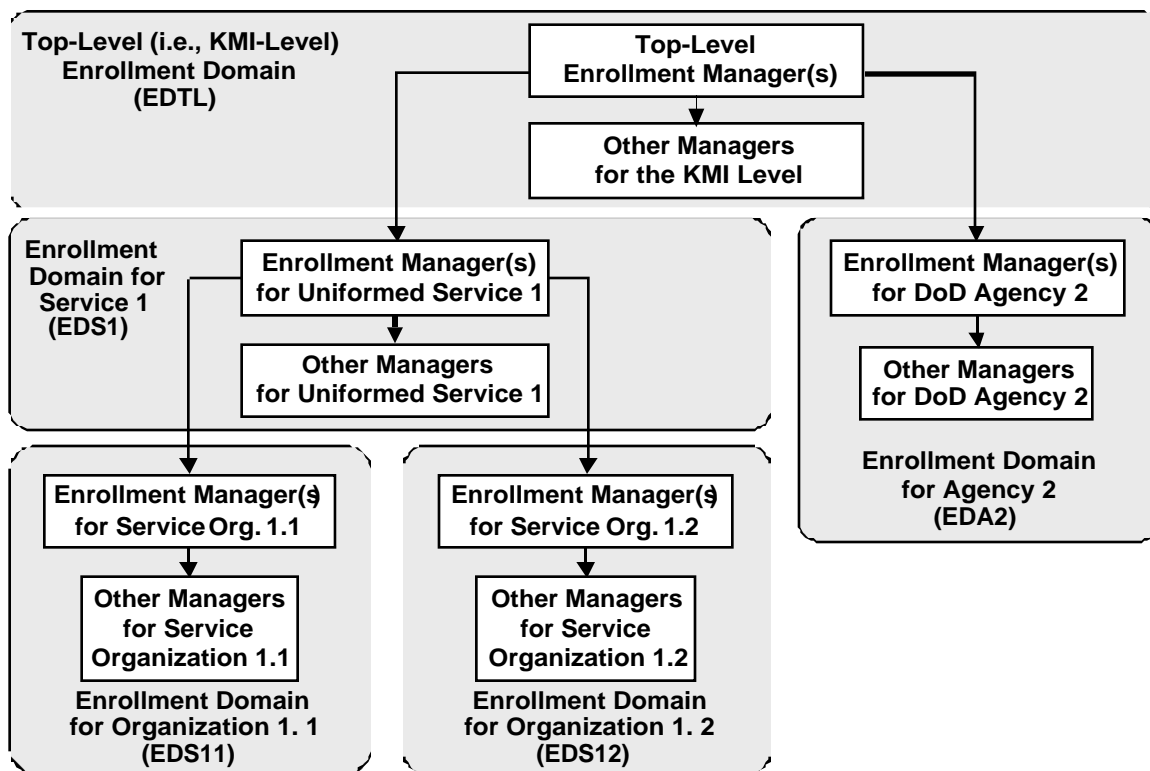 Top-Level (i.e., KMI-Level)
Enrollment Domain
(EDTL)
Top-Level
Enrollment Manager(s)
Other Managers
for the KMI Level
Enrollment
Domain for
Service 1
(EDS1)
Enrollment Manager(s)
for Uniformed Service 1
Other Managers
for Uniformed Service 1
Enrollment Manager(s)
for DoD Agency 2
Other Managers
for DoD Agency 2
Enrollment Domain
for Agency 2
(EDA2)
Enrollment Manager(s)
for Service Org. 1.1
Other Managers
for Service
Organization 1.1
Enrollment Domain
for Organization 1. 1
(EDS11)
Enrollment Manager(s)
for Service Org. 1.2
Other Managers
for Service
Organization 1.2
Enrollment Domain
for Organization 1. 2
(EDS12)